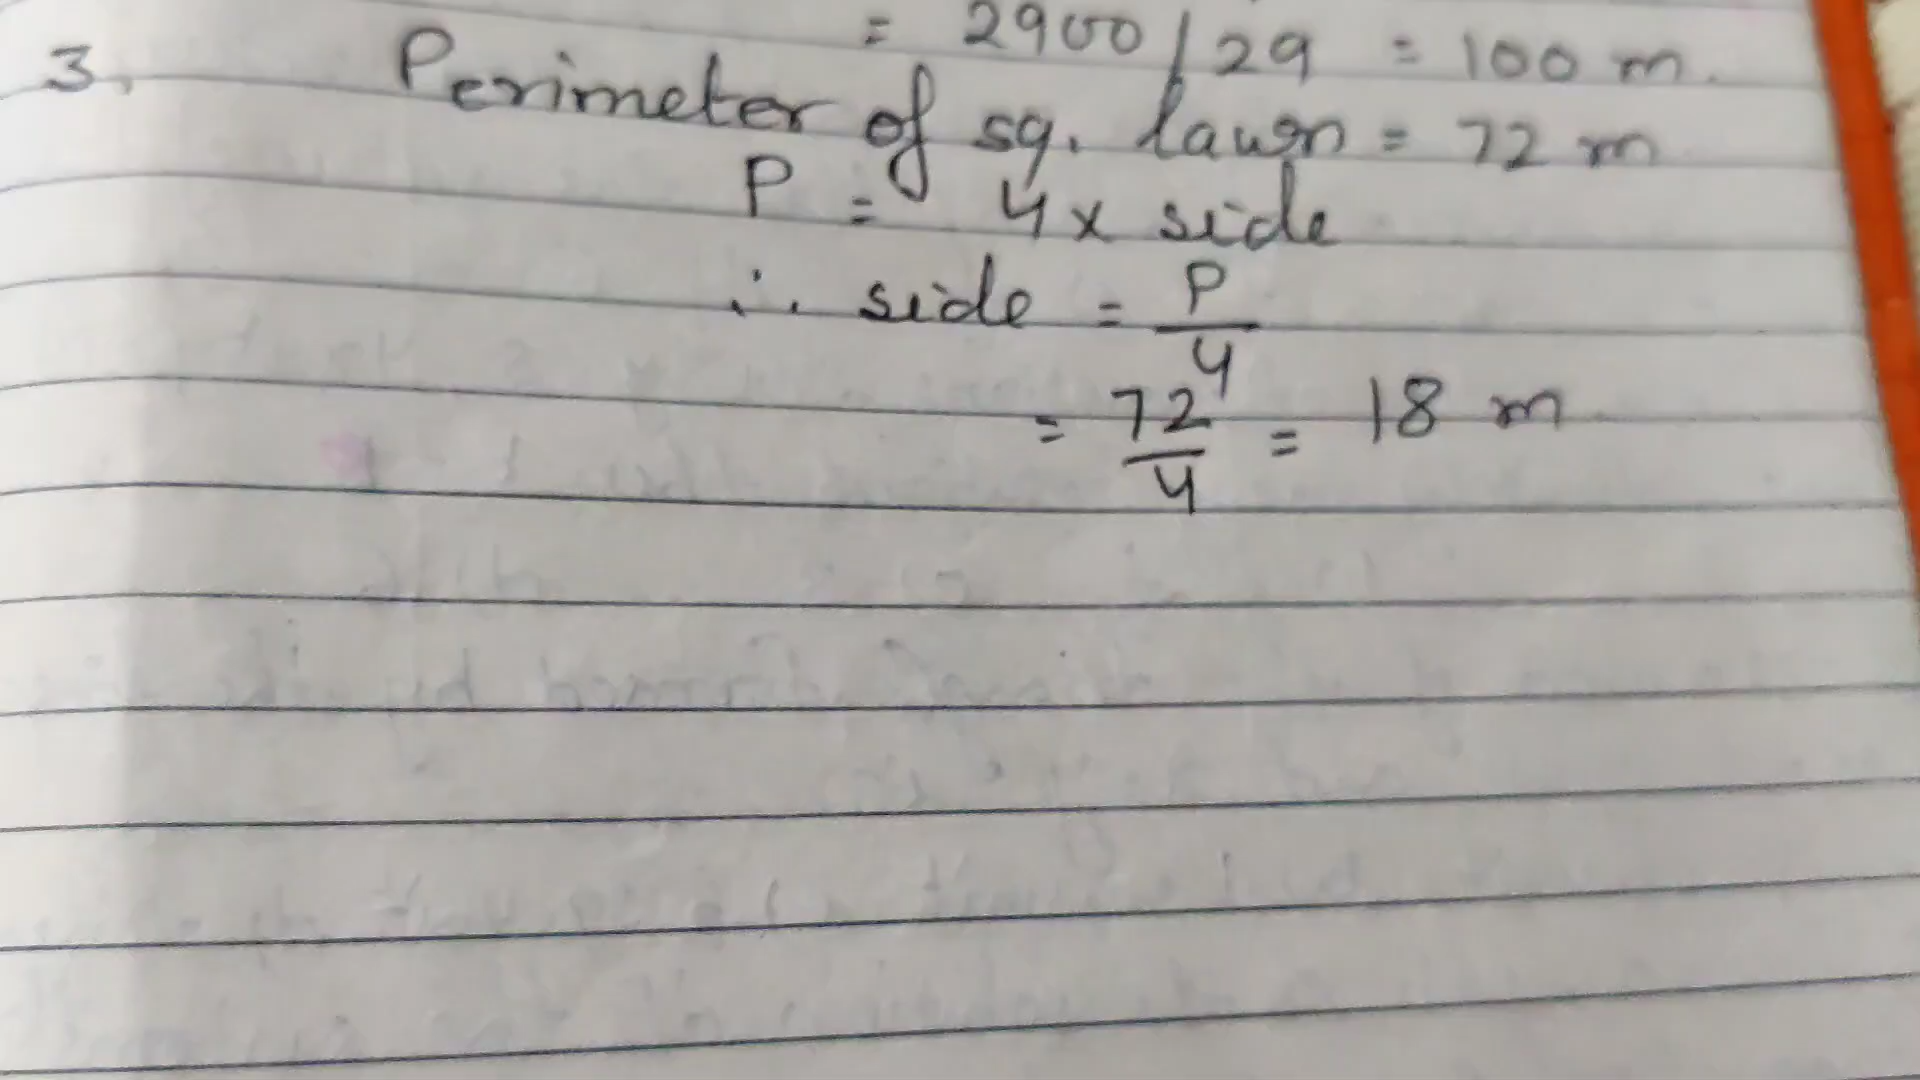 = 2900/29 = 100 m.
3. Perimeter of sq. lawn = 72 m
P = 4 x side
∴ side = P/4
= 72/4 = 18 m